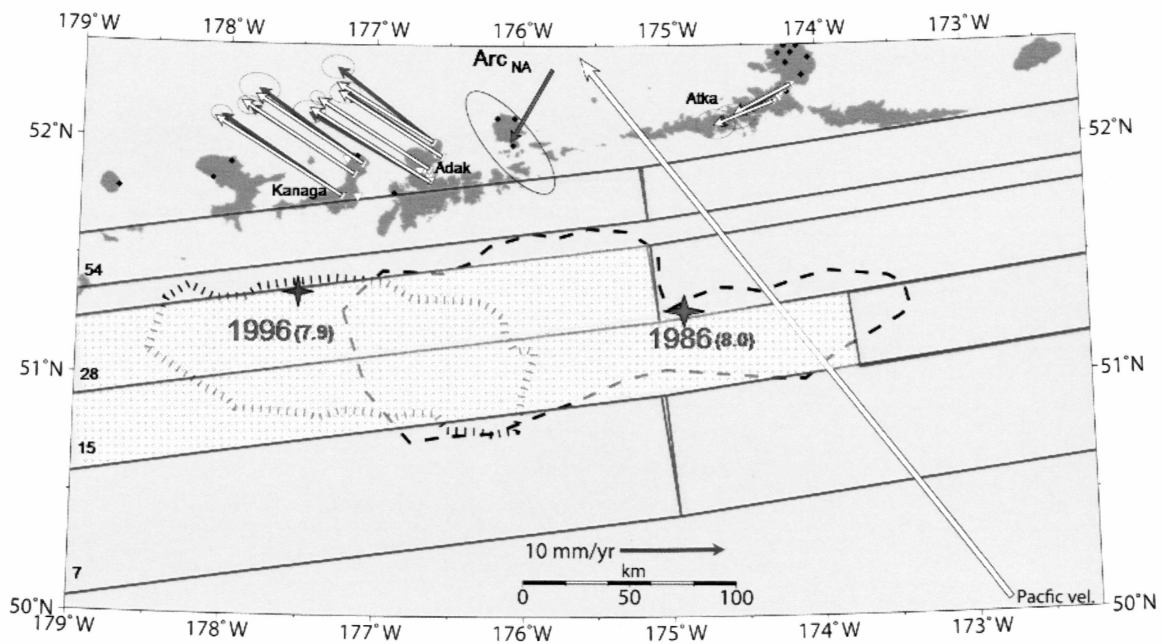 179°W 178°W 177°W 176°W 175°W 174°W 173°W
Arc NA
Atka
52°N 52°N
Adak
Kanaga
54
1996(7.9)
1986(8.0)
51°N 51°N
28
15
10 mm/yr
km
7
0 50 100
Pacfic vel.
50°N 50°N
179°W 178°W 177°W 176°W 175°W 174°W 173°W